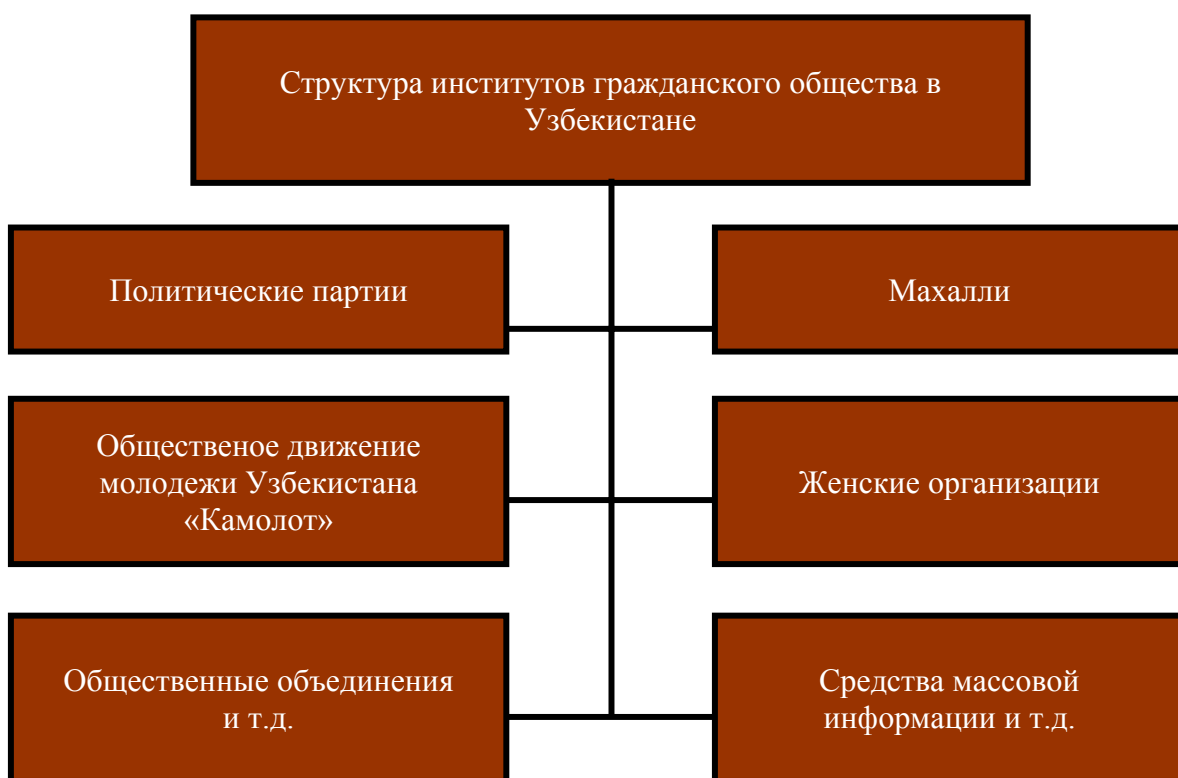 Структура институтов гражданского общества в
Узбекистане
Политические партии
Махалли
Общественое движение
молодежи Узбекистана
«Камолот»
Женские организации
Общественные объединения
и т.д.
Средства массовой
информации и т.д.